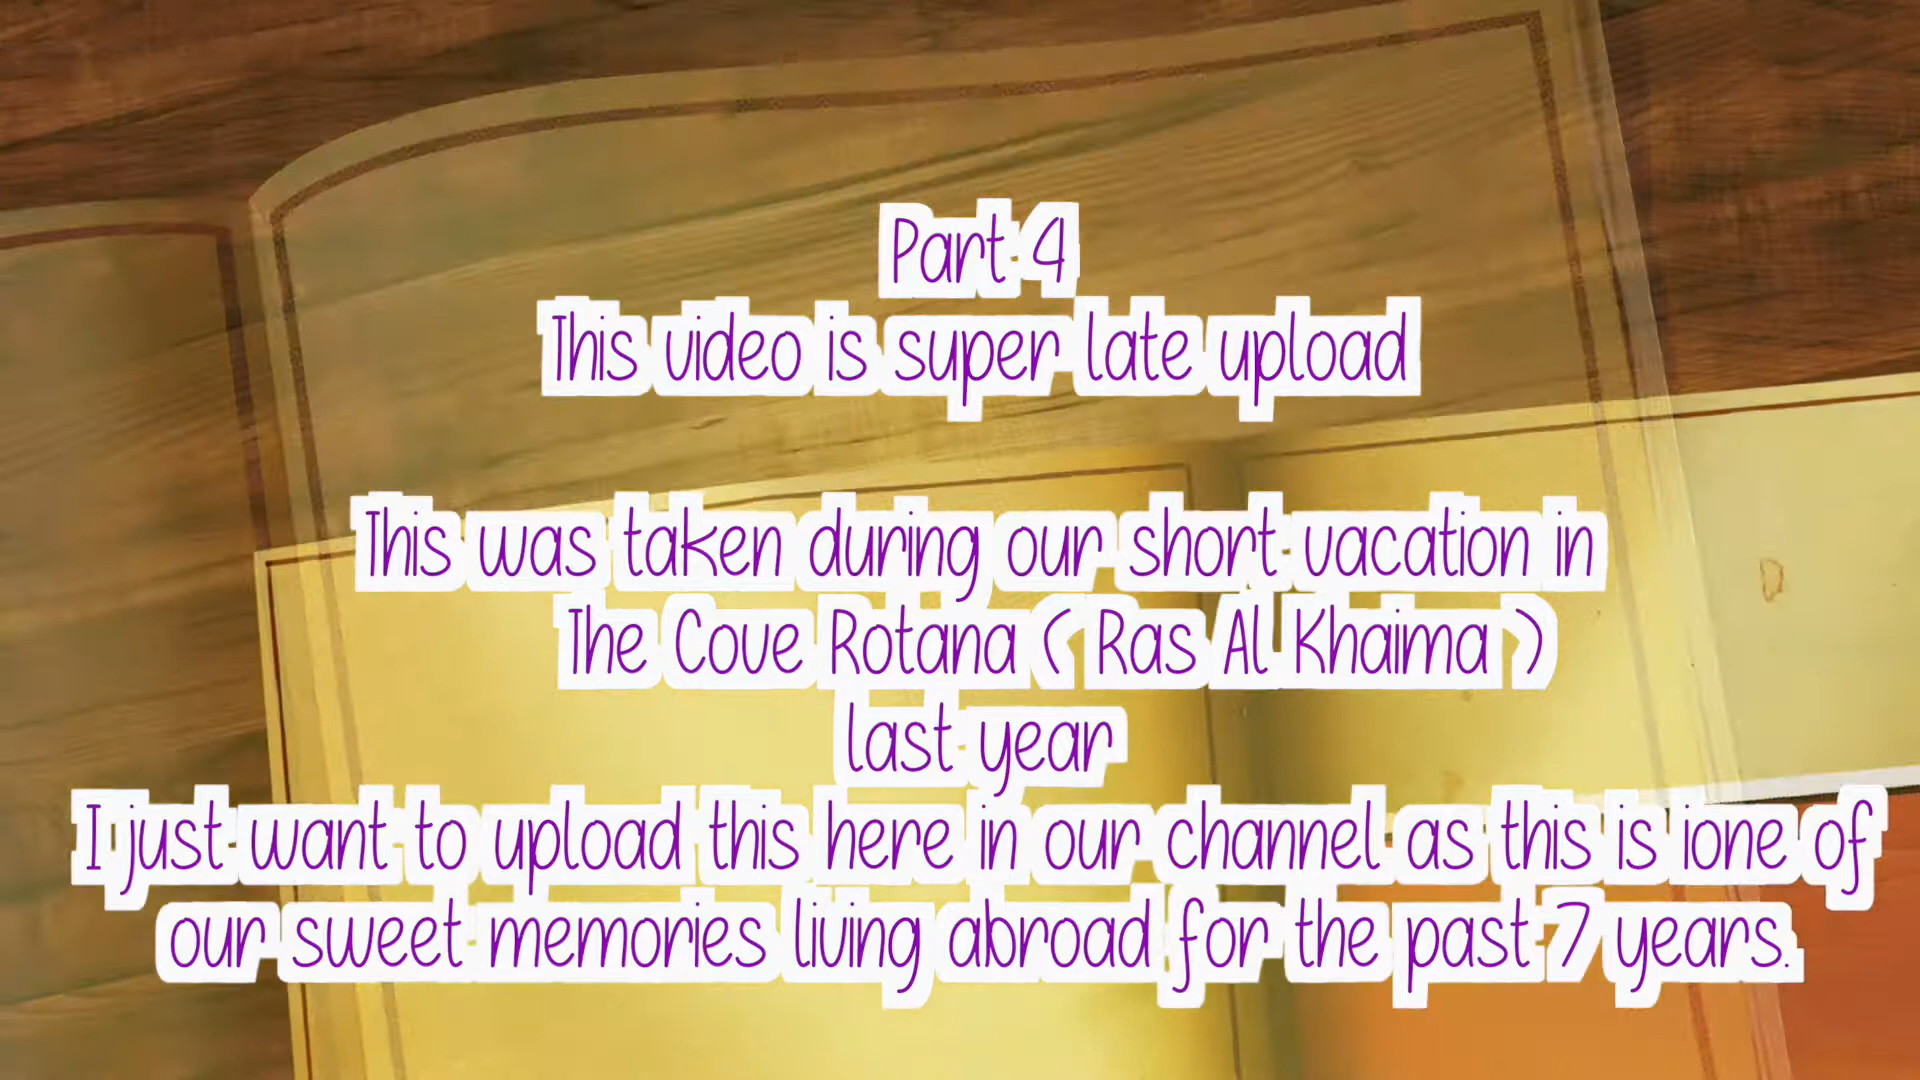 Part 4
This video is super late upload
This was taken during our short vacation in
The Cove Rotana ( Ras Al Khaima )
last year
I just want to upload this here in our channel as this is ione of
our sweet memories living abroad for the past 7 years.